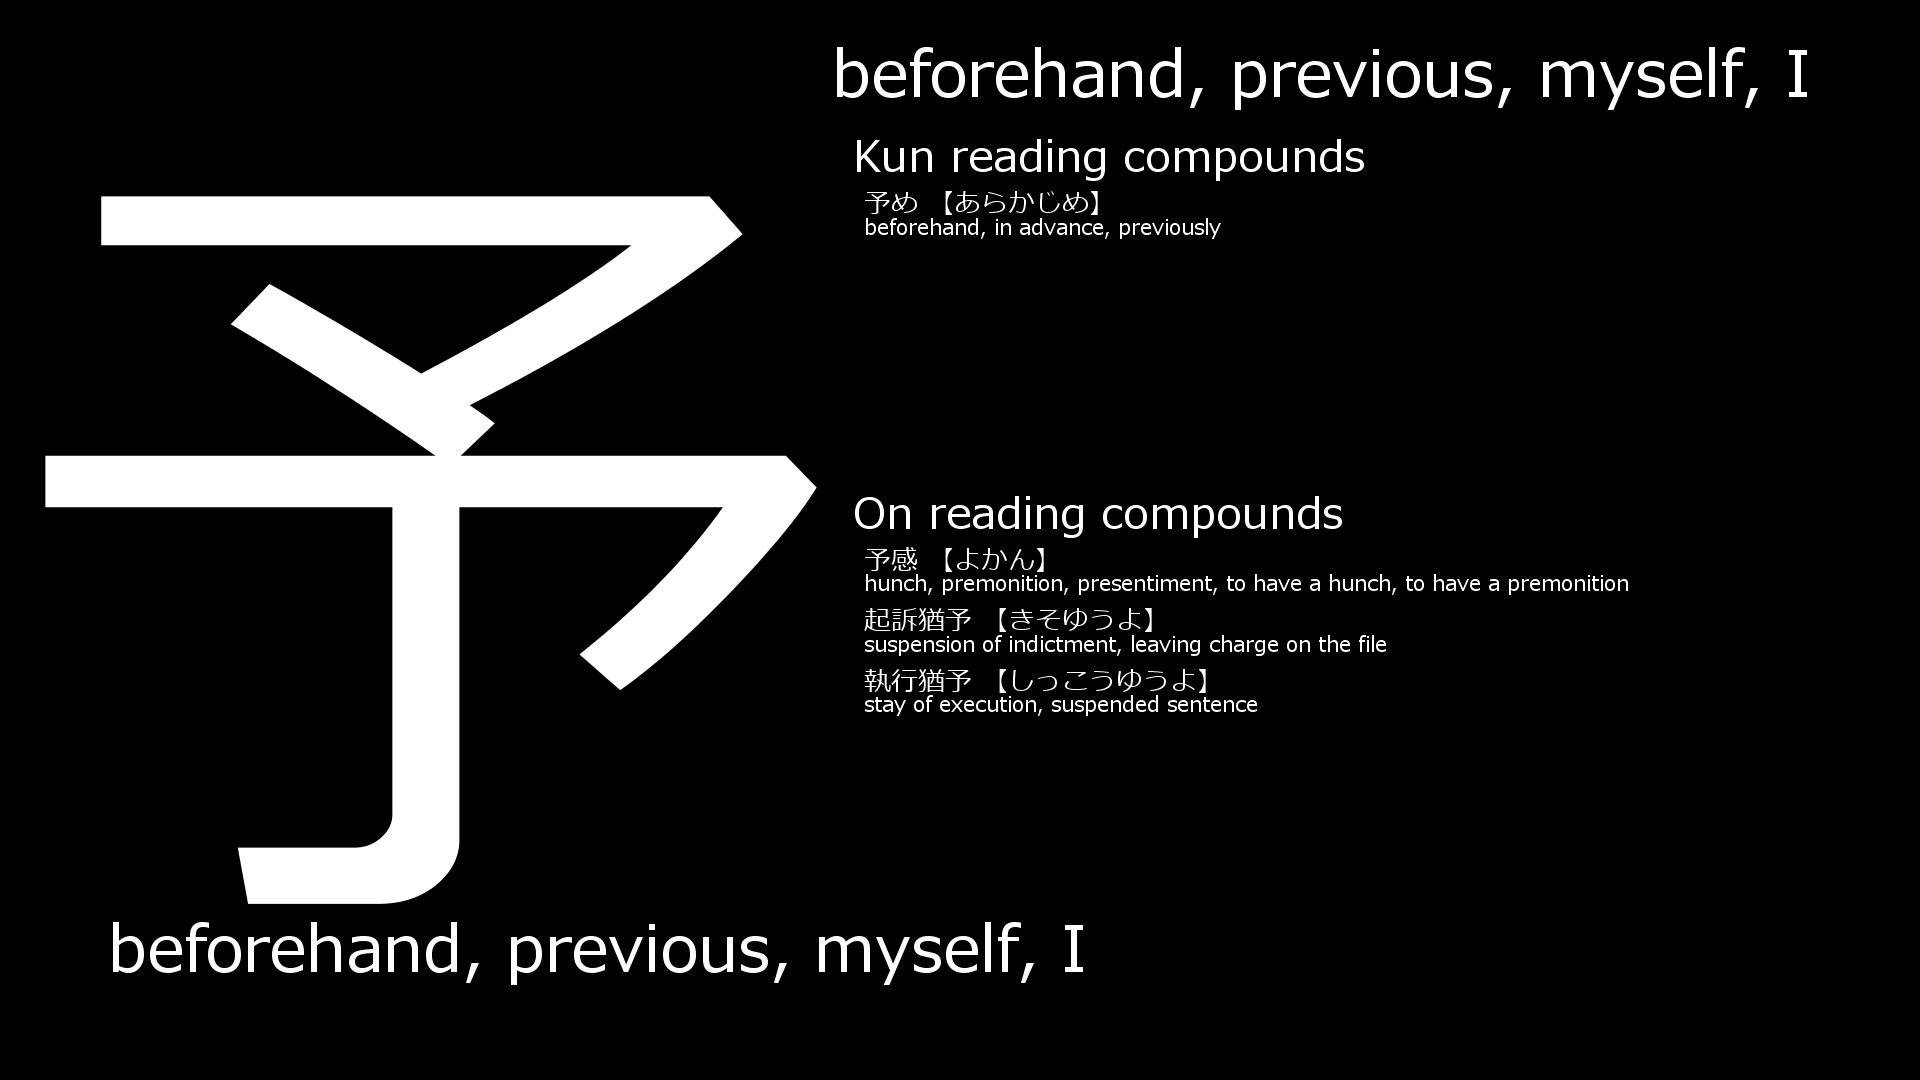 予
beforehand, previous, myself, I
Kun reading compounds
予め 【あらかじめ】
beforehand, in advance, previously
On reading compounds
予感 【よかん】
hunch, premonition, presentiment, to have a hunch, to have a premonition
起訴猶予 【きそゆうよ】
suspension of indictment, leaving charge on the file
執行猶予 【しっこうゆうよ】
stay of execution, suspended sentence
beforehand, previous, myself, I